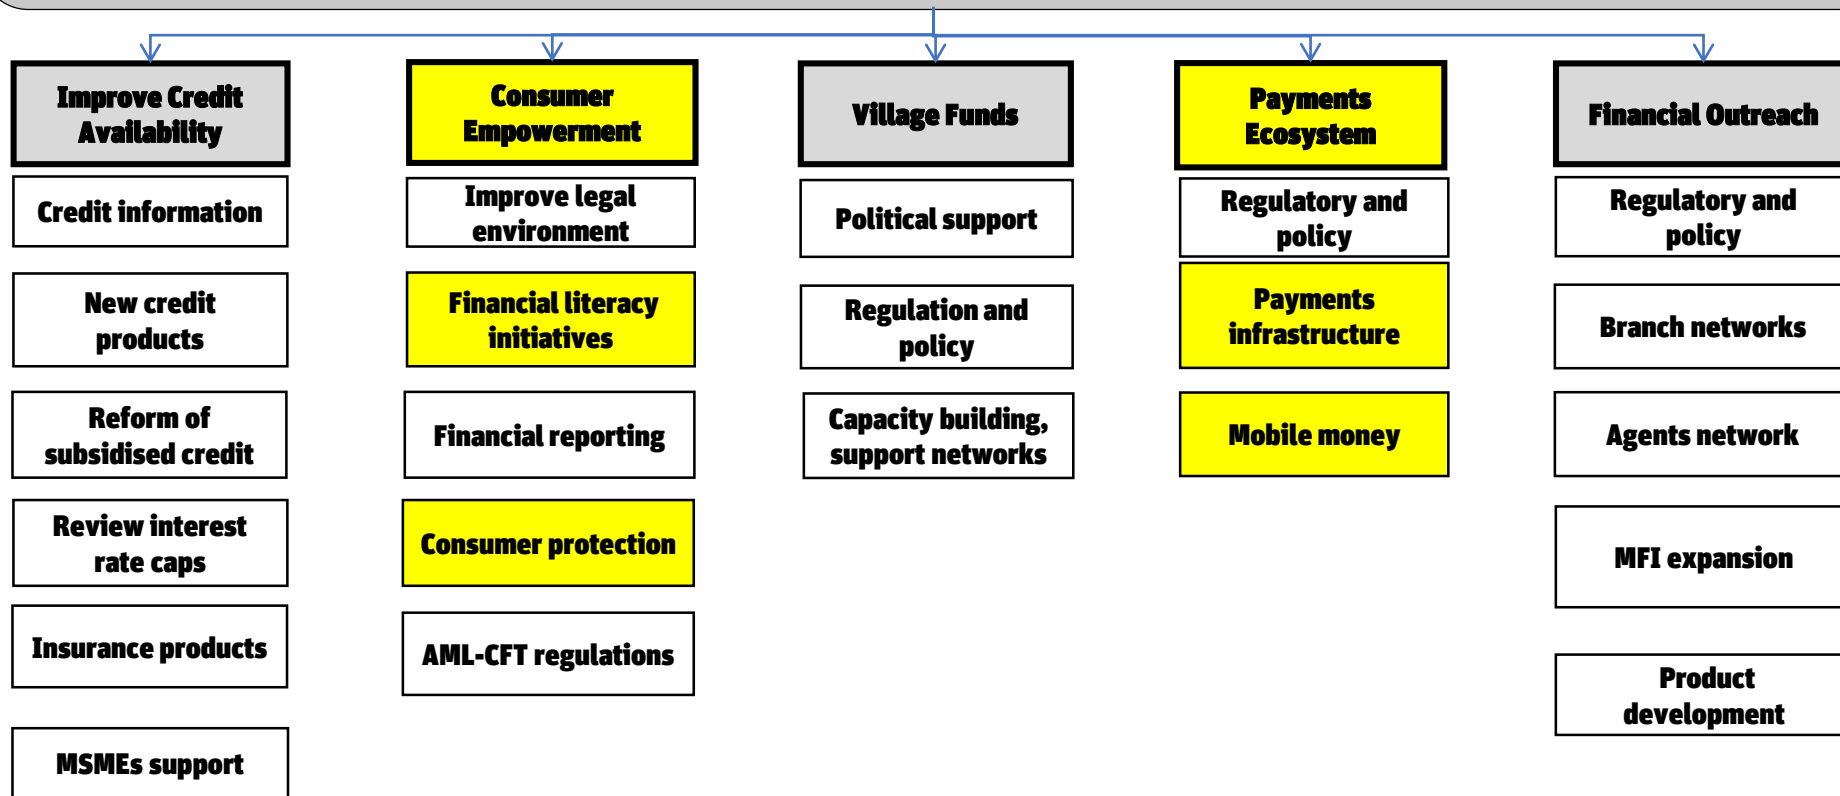 Improve Credit
Availability
Credit information
New credit
products
Reform of
subsidised credit
Review interest
rate caps
Insurance products
MSMEs support
Consumer
Empowerment
Improve legal
environment
Financial literacy
initiatives
Financial reporting
Consumer protection
AML-CFT regulations
Village Funds
Political support
Regulation and
policy
Capacity building,
support networks
Payments
Ecosystem
Regulatory and
policy
Payments
infrastructure
Mobile money
Financial Outreach
Regulatory and
policy
Branch networks
Agents network
MFI expansion
Product
development